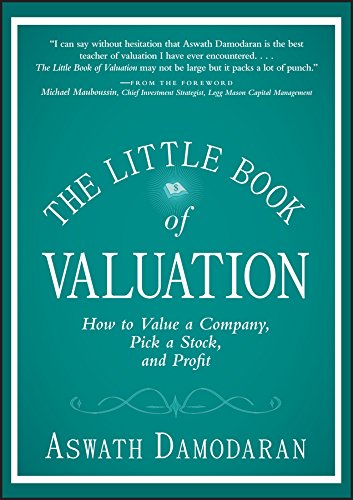 “I can say without hesitation that Aswath Damodaran is the best
teacher of valuation I have ever encountered. . . .
The Little Book of Valuation may not be large but it packs a lot of punch.”
—FROM THE FOREWORD
Michael Mauboussin, Chief Investment Strategist, Legg Mason Capital Management
THE LITTLE BOOK
$
of
VALUATION
How to Value a Company,
Pick a Stock,
and Profit
ASWATH DAMODARAN